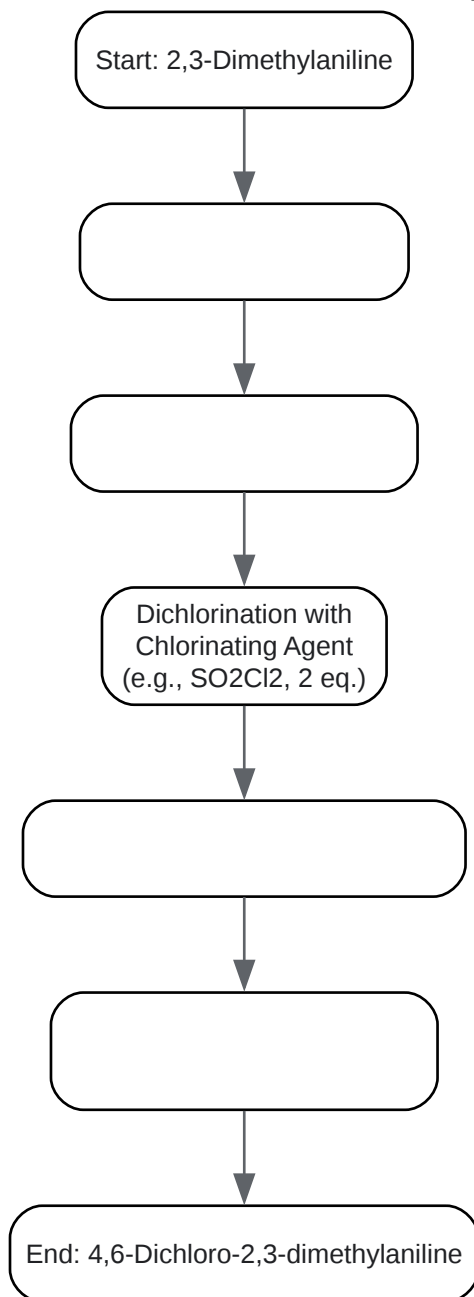 Start: 2,3-Dimethylaniline
Dichlorination with
Chlorinating Agent
(e.g., SO2Cl2, 2 eq.)
End: 4,6-Dichloro-2,3-dimethylaniline